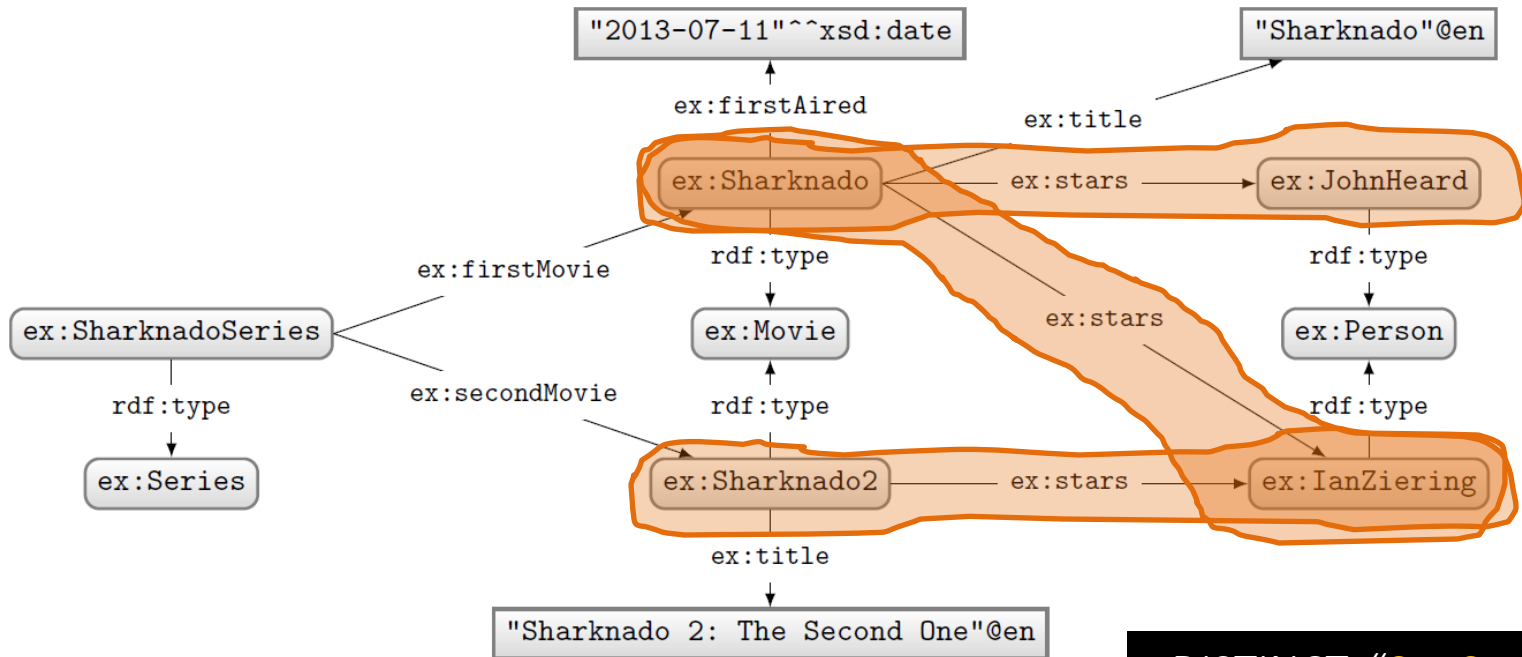 "2013-07-11"^^xsd:date
"Sharknado"@en
ex:firstAired
ex:title
ex:Sharknado
ex:stars
ex:JohnHeard
ex:firstMovie
rdf:type
rdf:type
ex:SharknadoSeries
ex:Movie
ex:stars
ex:Person
ex:secondMovie
rdf:type
rdf:type
rdf:type
ex:Series
ex:Sharknado2
ex:stars
ex:IanZiering
ex:title
"Sharknado 2: The Second One"@en